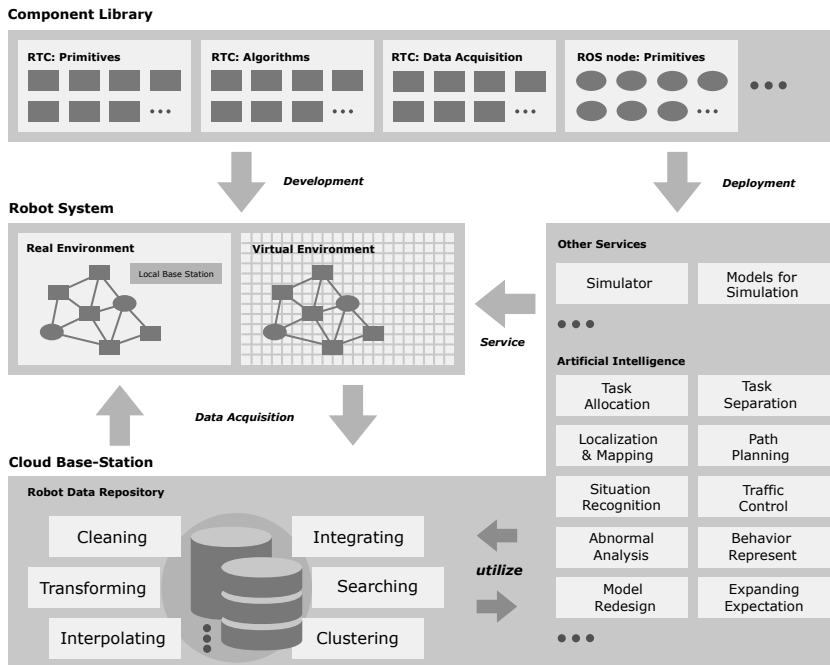 Component Library
RTC: Primitives
RTC: Algorithms
RTC: Data Acquisition
ROS node: Primitives
Development
Deployment
Robot System
Real Environment
Local Base Station
Virtual Environment
Service
Other Services
Simulator
Models for
Simulation
Artificial Intelligence
Task
Allocation
Task
Separation
Localization
& Mapping
Path
Planning
Situation
Recognition
Traffic
Control
Abnormal
Analysis
Behavior
Represent
Model
Redesign
Expanding
Expectation
Data Acquisition
Cloud Base-Station
Robot Data Repository
Cleaning
Integrating
Transforming
Searching
Interpolating
Clustering
utilize